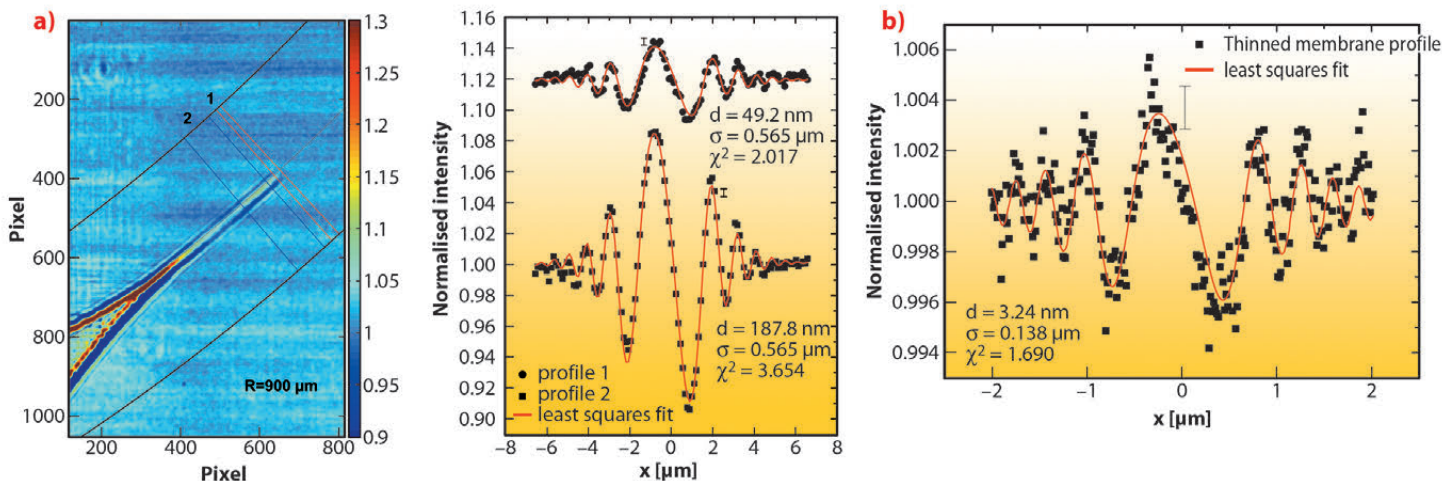 a)
Pixel
200
400
600
800
1000
1
2
R=900 µm
200
400
600
800
Pixel
1.3
1.25
1.2
1.15
1.1
1.05
1
0.95
0.9
Normalised intensity
1.16
1.14
1.12
1.10
1.08
1.06
1.04
1.02
1.00
0.98
0.96
0.94
0.92
0.90
d = 49.2 nm
σ = 0.565 µm
χ² = 2.017
d = 187.8 nm
σ = 0.565 µm
χ² = 3.654
profile 1
profile 2
least squares fit
−8
−6
−4
−2
0
2
4
6
8
x [µm]
b)
Normalised intensity
1.006
1.004
1.002
1.000
0.998
0.996
0.994
Thinned membrane profile
least squares fit
d = 3.24 nm
σ = 0.138 µm
χ² = 1.690
−2
−1
0
1
2
x [µm]